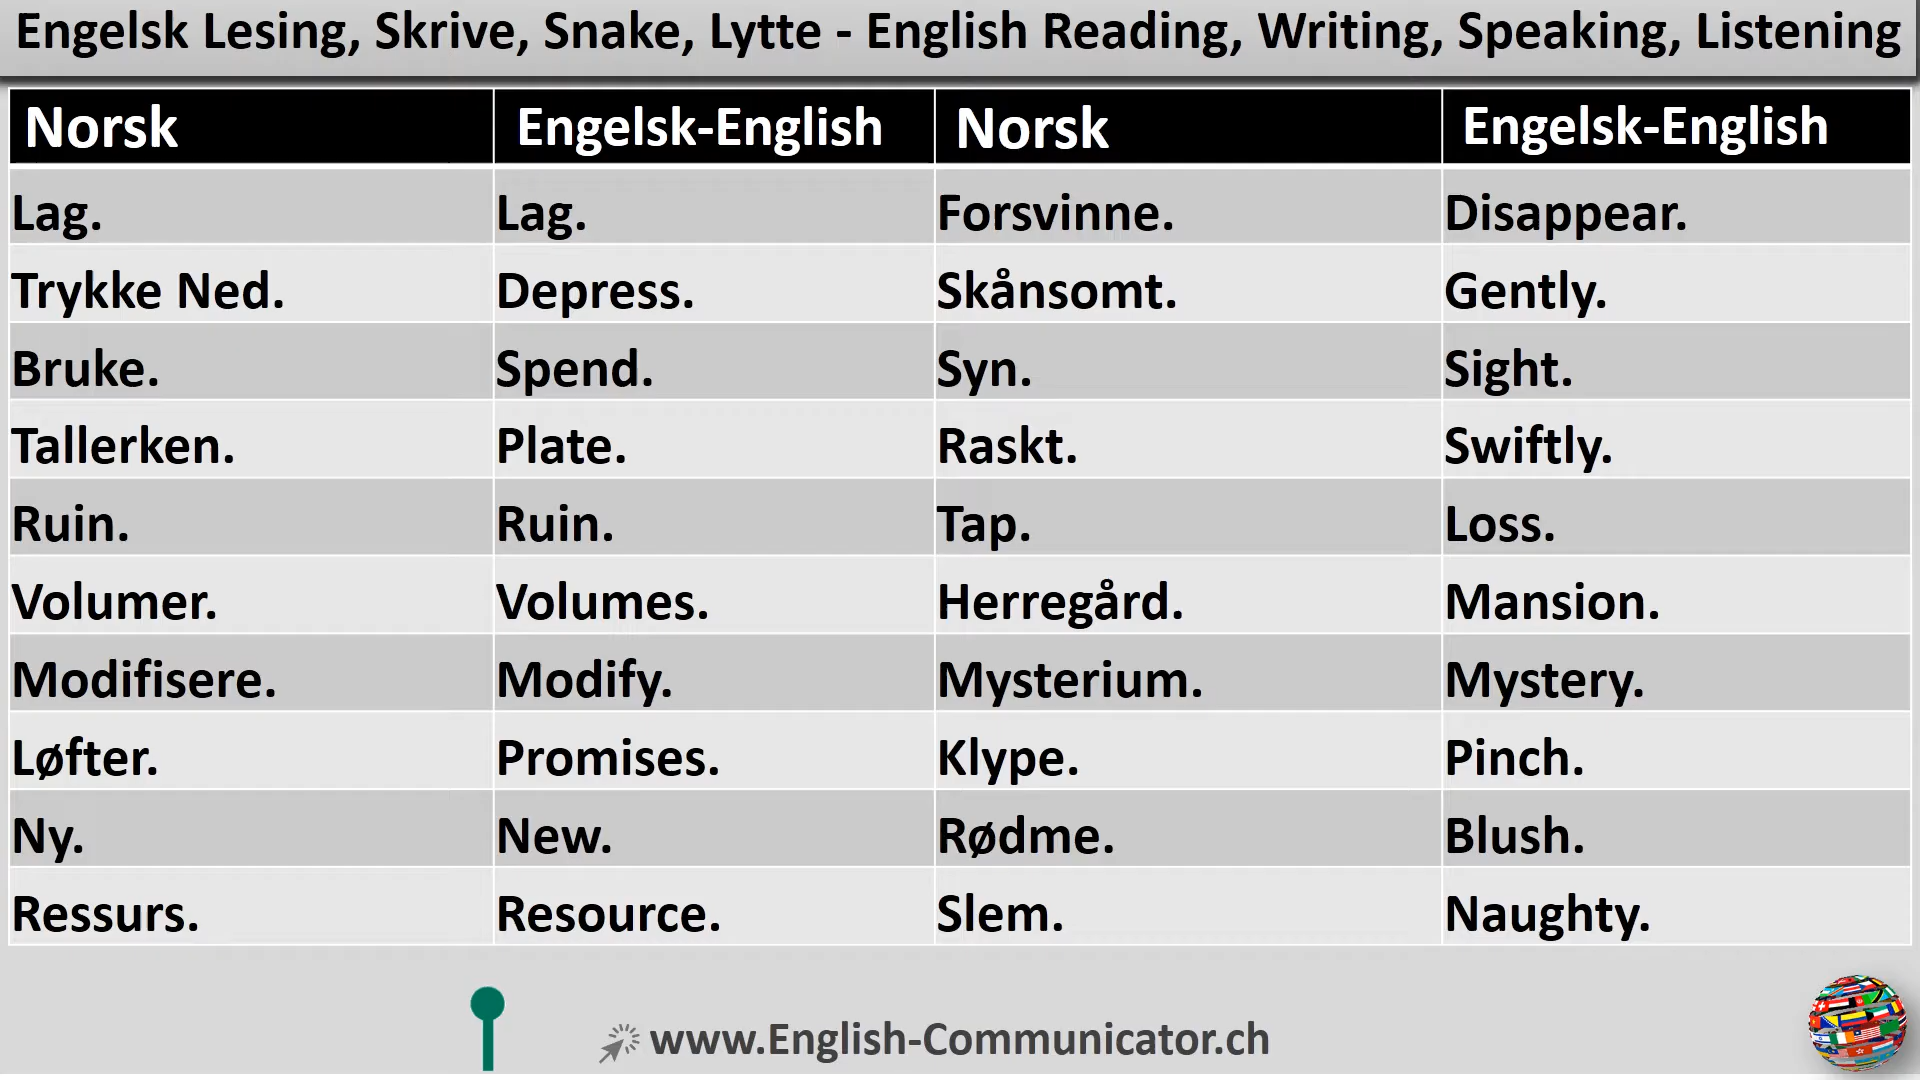 Engelsk Lesing, Skrive, Snake, Lytte - English Reading, Writing, Speaking, Listening
Norsk Engelsk-English Norsk Engelsk-English
Lag. Lag. Forsvinne. Disappear.
Trykke Ned. Depress. Skånsomt. Gently.
Bruke. Spend. Syn. Sight.
Tallerken. Plate. Raskt. Swiftly.
Ruin. Ruin. Tap. Loss.
Volumer. Volumes. Herregård. Mansion.
Modifisere. Modify. Mysterium. Mystery.
Løfter. Promises. Klype. Pinch.
Ny. New. Rødme. Blush.
Ressurs. Resource. Slem. Naughty.
www.English-Communicator.ch